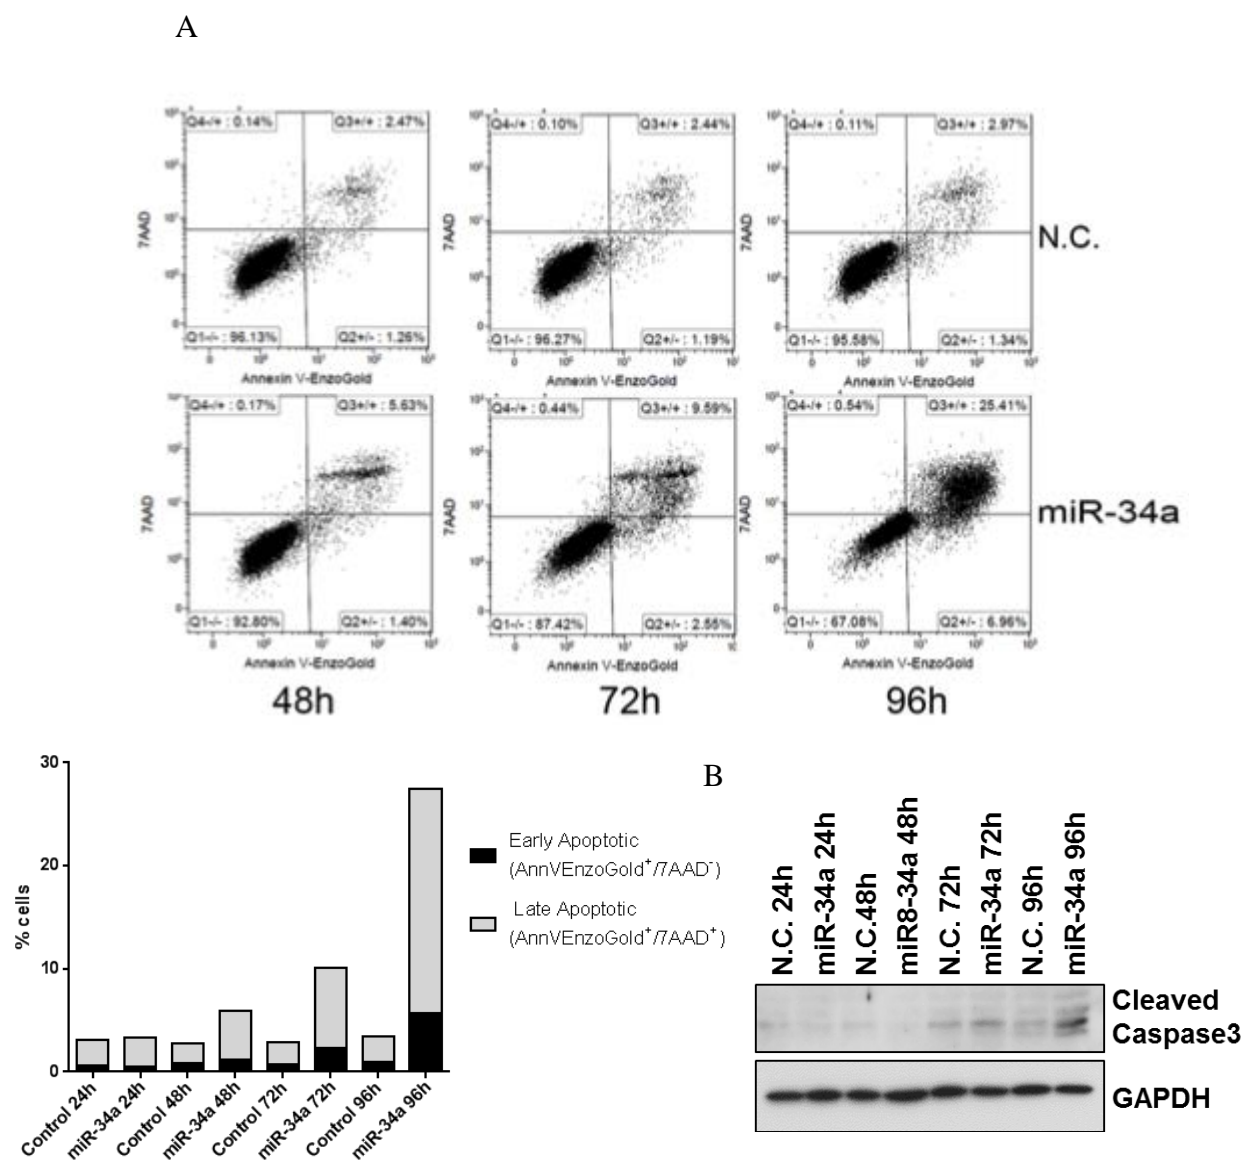 A
Q4-/+ : 0.14%
Q3+/+ : 2.47%
Q1-/- : 96.13%
Q2+/- : 1.26%
7AAD
Annexin V-EnzoGold
Q4-/+ : 0.10%
Q3+/+ : 2.44%
Q1-/- : 96.27%
Q2+/- : 1.19%
7AAD
Annexin V-EnzoGold
Q4-/+ : 0.11%
Q3+/+ : 2.97%
Q1-/- : 95.58%
Q2+/- : 1.34%
7AAD
Annexin V-EnzoGold
N.C.
Q4-/+ : 0.17%
Q3+/+ : 5.63%
Q1-/- : 92.80%
Q2+/- : 1.40%
7AAD
Annexin V-EnzoGold
Q4-/+ : 0.44%
Q3+/+ : 9.59%
Q1-/- : 87.42%
Q2+/- : 2.55%
7AAD
Annexin V-EnzoGold
Q4-/+ : 0.54%
Q3+/+ : 25.41%
Q1-/- : 67.08%
Q2+/- : 6.96%
7AAD
Annexin V-EnzoGold
miR-34a
48h
72h
96h
30
20
10
0
% cells
Control 24h
miR-34a 24h
Control 48h
miR-34a 48h
Control 72h
miR-34a 72h
Control 96h
miR-34a 96h
Early Apoptotic
(AnnVEnzoGold⁺/7AAD⁻)
Late Apoptotic
(AnnVEnzoGold⁺/7AAD⁺)
B
N.C. 24h
miR-34a 24h
N.C.48h
miR8-34a 48h
N.C. 72h
miR-34a 72h
N.C. 96h
miR-34a 96h
Cleaved
Caspase3
GAPDH